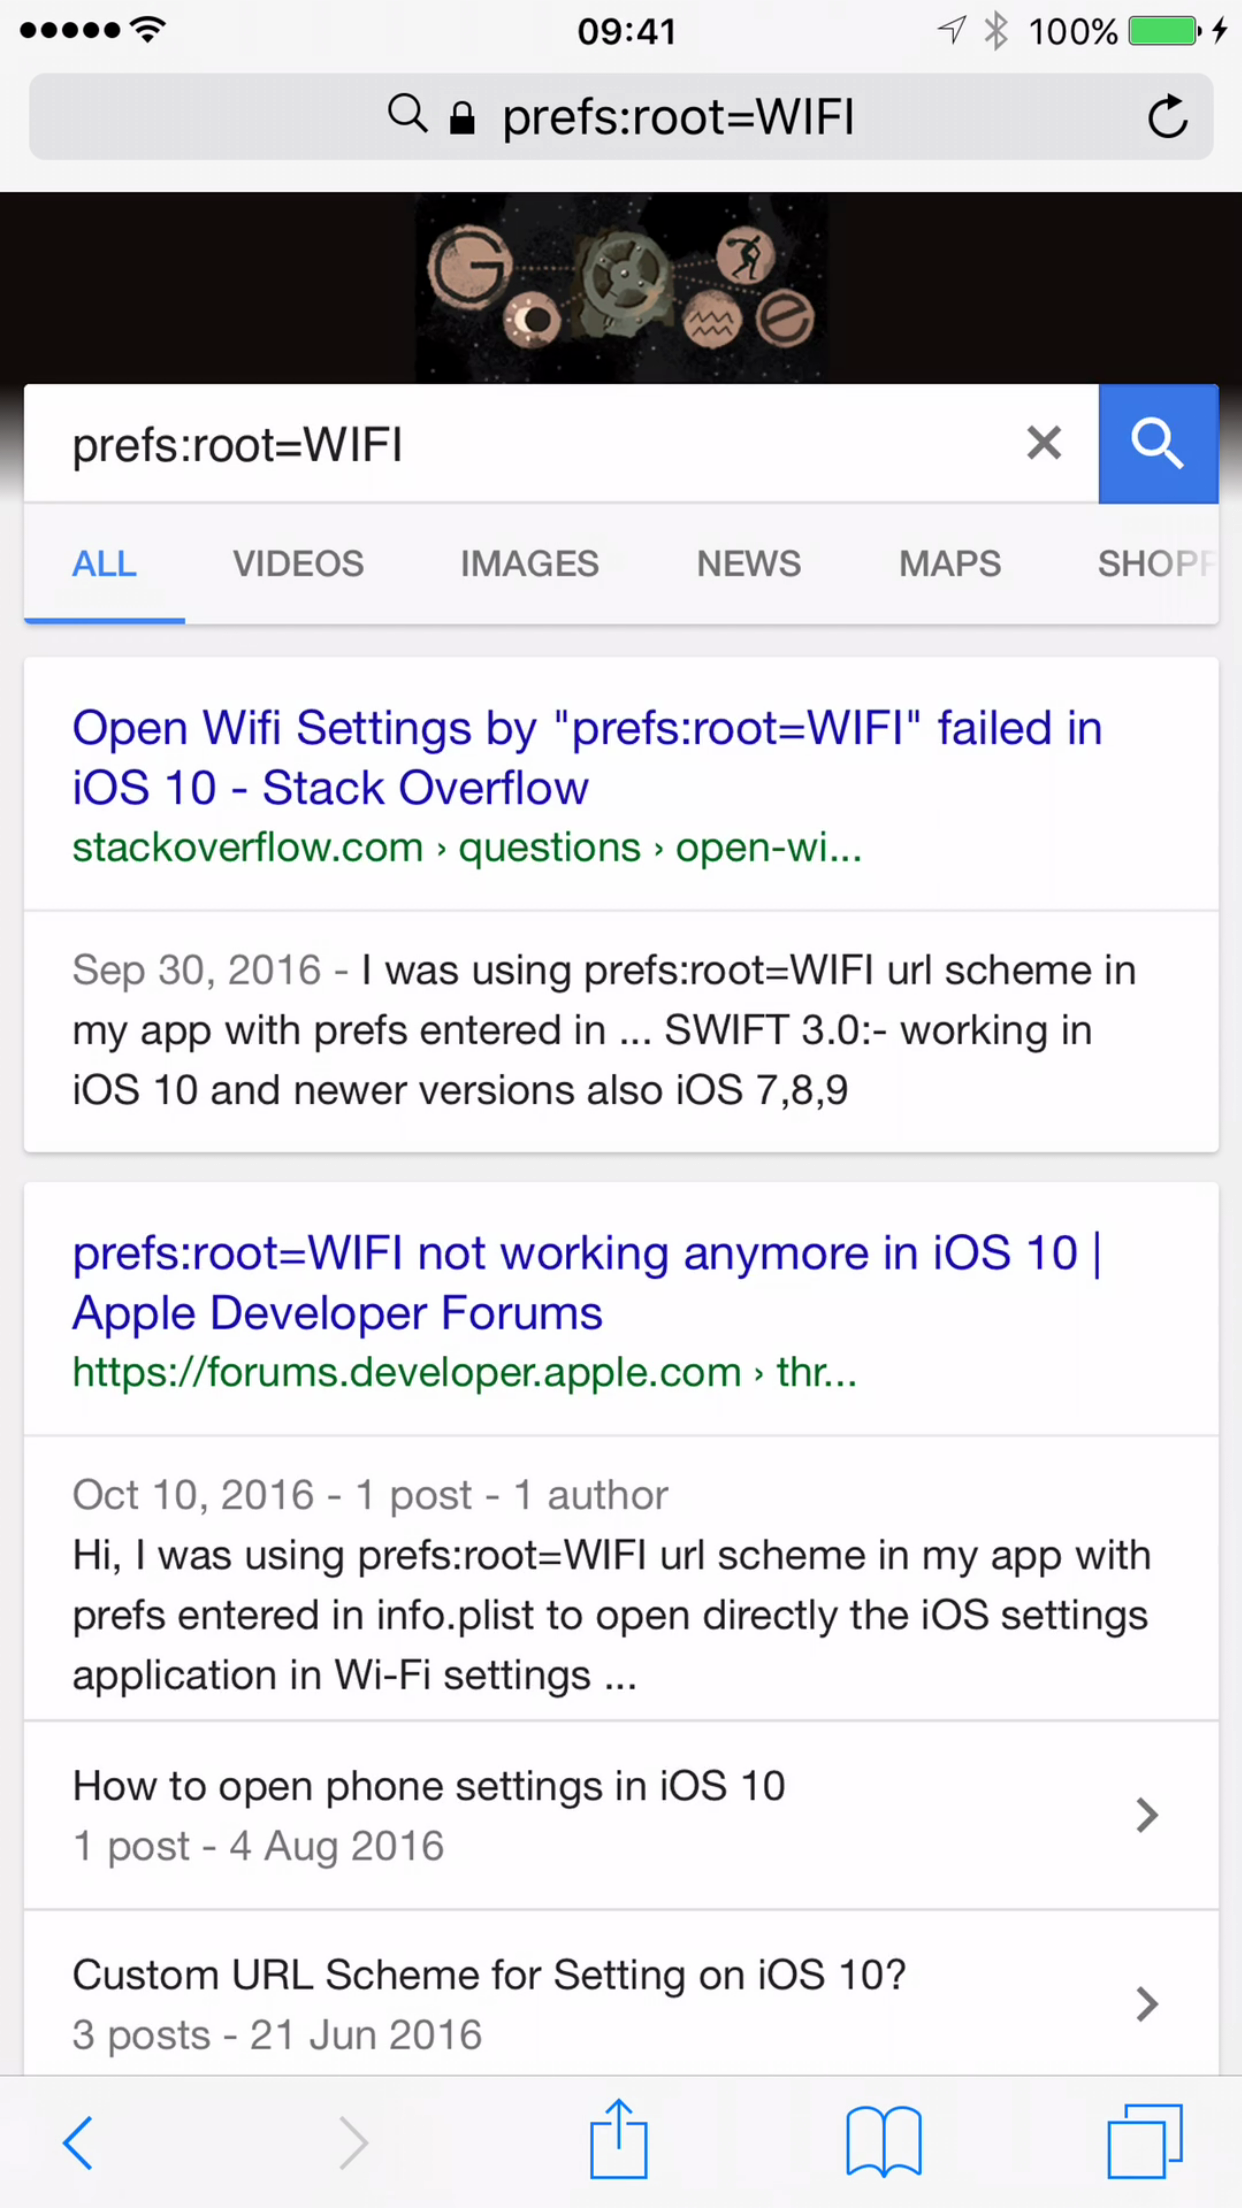 09:41
100%
prefs:root=WIFI
prefs:root=WIFI
ALL VIDEOS IMAGES NEWS MAPS SHOPP
Open Wifi Settings by "prefs:root=WIFI" failed in
iOS 10 - Stack Overflow
stackoverflow.com › questions › open-wi...
Sep 30, 2016 - I was using prefs:root=WIFI url scheme in
my app with prefs entered in ... SWIFT 3.0:- working in
iOS 10 and newer versions also iOS 7,8,9
prefs:root=WIFI not working anymore in iOS 10 |
Apple Developer Forums
https://forums.developer.apple.com › thr...
Oct 10, 2016 - 1 post - 1 author
Hi, I was using prefs:root=WIFI url scheme in my app with
prefs entered in info.plist to open directly the iOS settings
application in Wi-Fi settings ...
How to open phone settings in iOS 10
1 post - 4 Aug 2016
Custom URL Scheme for Setting on iOS 10?
3 posts - 21 Jun 2016